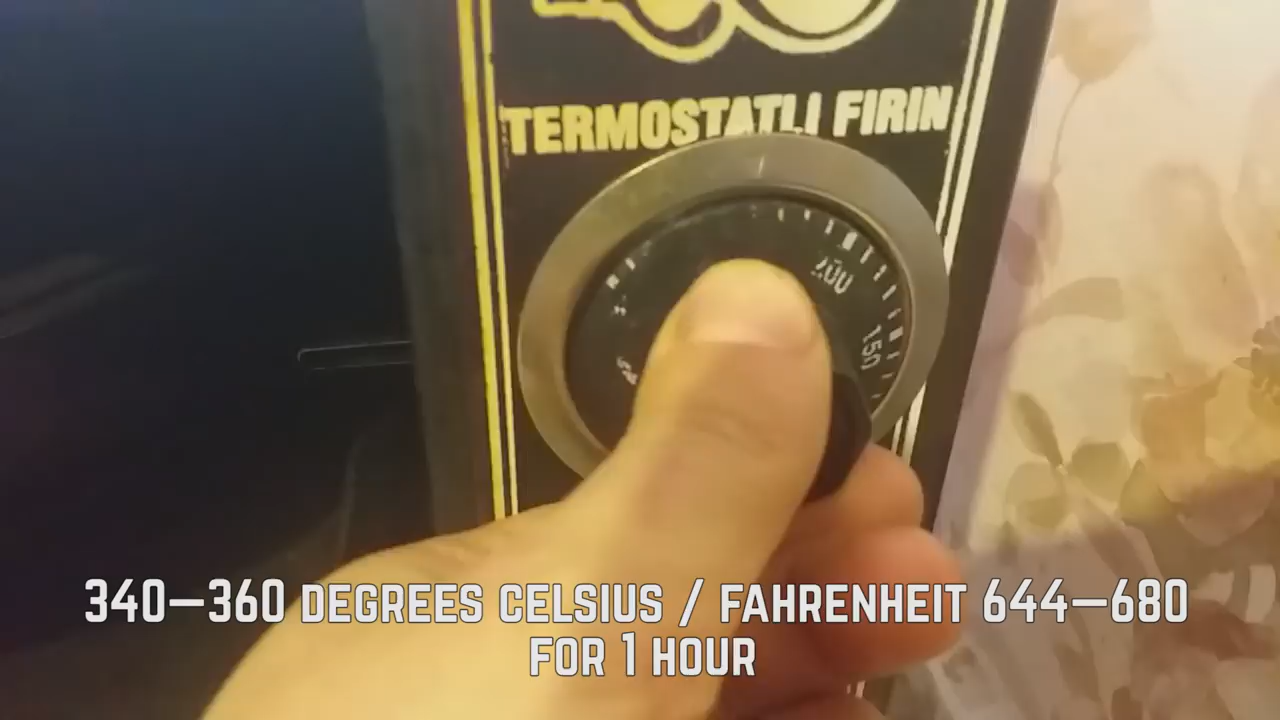 TERMOSTATLI FIRIN
200
150
340–360 DEGREES CELSIUS / FAHRENHEIT 644–680
FOR 1 HOUR